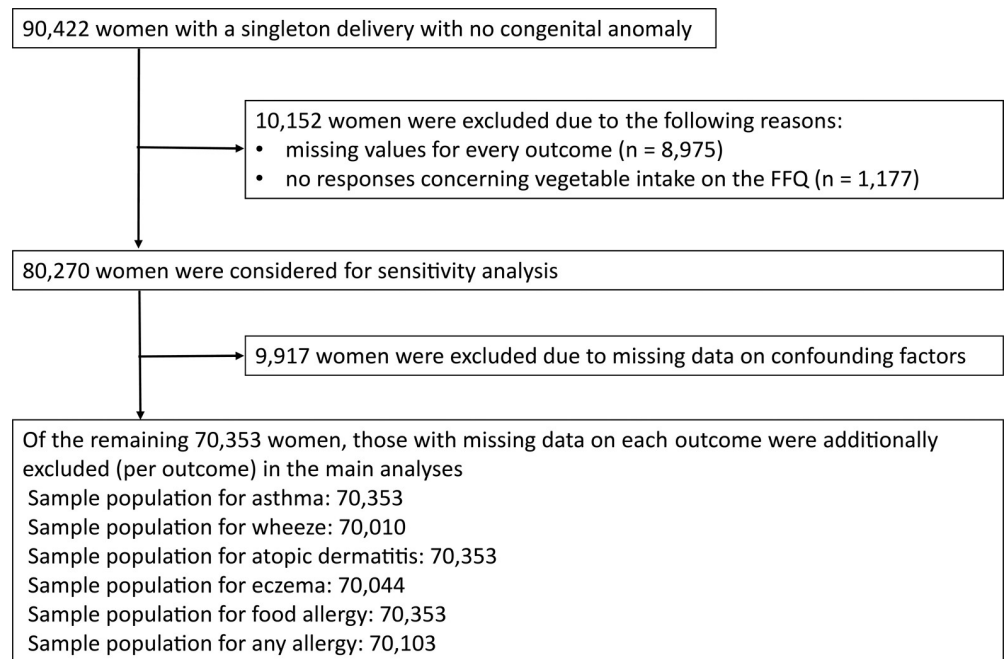 90,422 women with a singleton delivery with no congenital anomaly
10,152 women were excluded due to the following reasons:
• missing values for every outcome (n = 8,975)
• no responses concerning vegetable intake on the FFQ (n = 1,177)
80,270 women were considered for sensitivity analysis
9,917 women were excluded due to missing data on confounding factors
Of the remaining 70,353 women, those with missing data on each outcome were additionally
excluded (per outcome) in the main analyses
Sample population for asthma: 70,353
Sample population for wheeze: 70,010
Sample population for atopic dermatitis: 70,353
Sample population for eczema: 70,044
Sample population for food allergy: 70,353
Sample population for any allergy: 70,103